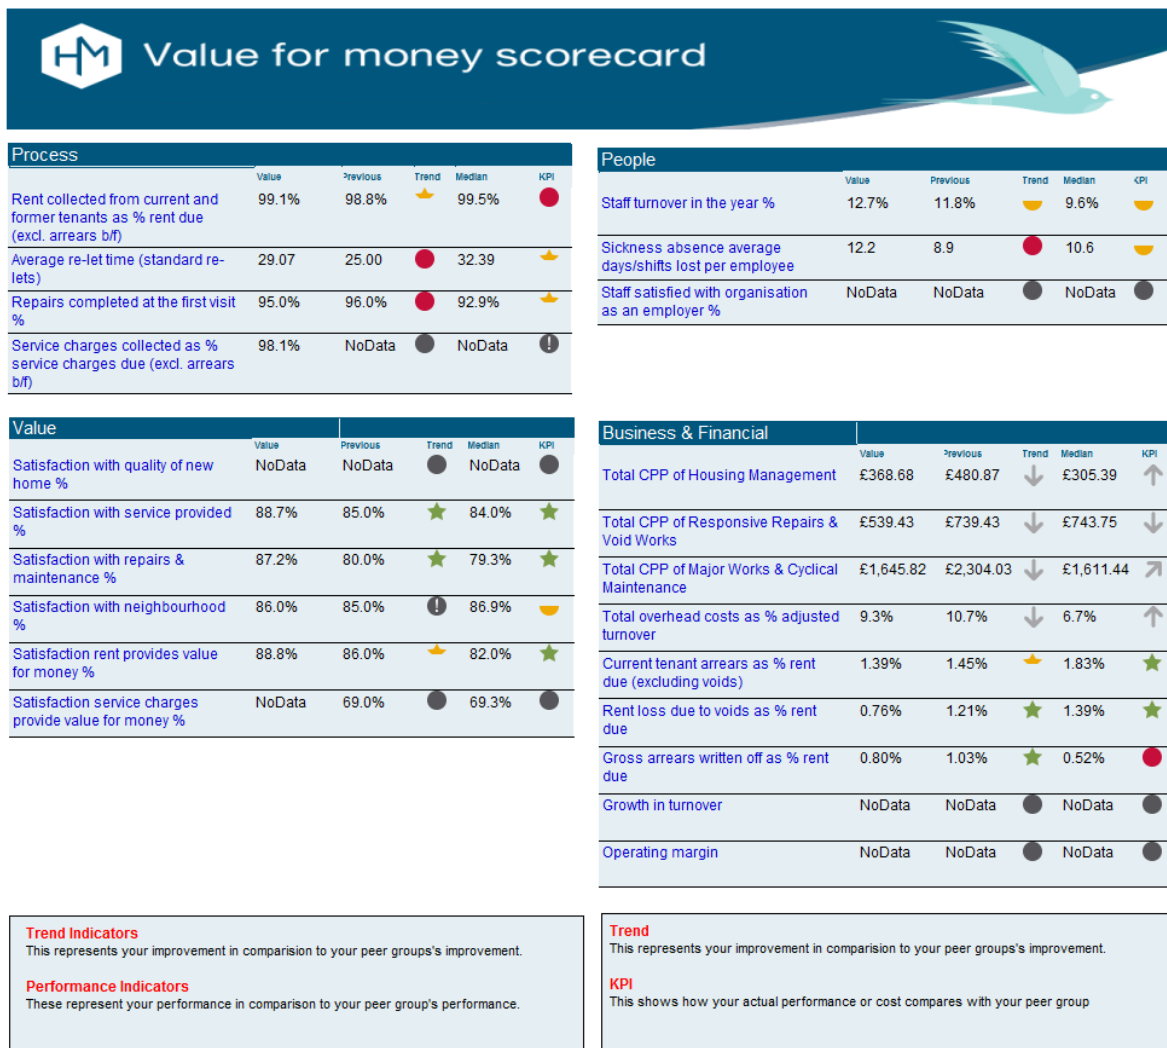 HM Value for money scorecard
Process
Value Previous Trend Median KPI
Rent collected from current and 99.1% 98.8% 99.5%
former tenants as % rent due
(excl. arrears b/f)
Average re-let time (standard re- 29.07 25.00 32.39
lets)
Repairs completed at the first visit 95.0% 96.0% 92.9%
%
Service charges collected as % 98.1% NoData NoData !
service charges due (excl. arrears
b/f)
People
Value Previous Trend Median KPI
Staff turnover in the year % 12.7% 11.8% 9.6%
Sickness absence average 12.2 8.9 10.6
days/shifts lost per employee
Staff satisfied with organisation NoData NoData NoData
as an employer %
Value
Value Previous Trend Median KPI
Satisfaction with quality of new NoData NoData NoData
home %
Satisfaction with service provided 88.7% 85.0% 84.0%
%
Satisfaction with repairs & 87.2% 80.0% 79.3%
maintenance %
Satisfaction with neighbourhood 86.0% 85.0% ! 86.9%
%
Satisfaction rent provides value 88.8% 86.0% 82.0%
for money %
Satisfaction service charges NoData 69.0% 69.3%
provide value for money %
Business & Financial
Value Previous Trend Median KPI
Total CPP of Housing Management £368.68 £480.87 ↓ £305.39 ↑
Total CPP of Responsive Repairs & £539.43 £739.43 ↓ £743.75 ↓
Void Works
Total CPP of Major Works & Cyclical £1,645.82 £2,304.03 ↓ £1,611.44 ↗
Maintenance
Total overhead costs as % adjusted 9.3% 10.7% ↓ 6.7% ↑
turnover
Current tenant arrears as % rent 1.39% 1.45% 1.83%
due (excluding voids)
Rent loss due to voids as % rent 0.76% 1.21% 1.39%
due
Gross arrears written off as % rent 0.80% 1.03% 0.52%
due
Growth in turnover NoData NoData NoData
Operating margin NoData NoData NoData
Trend Indicators
This represents your improvement in comparision to your peer groups's improvement.
Performance Indicators
These represent your performance in comparison to your peer group's performance.
Trend
This represents your improvement in comparision to your peer groups's improvement.
KPI
This shows how your actual performance or cost compares with your peer group